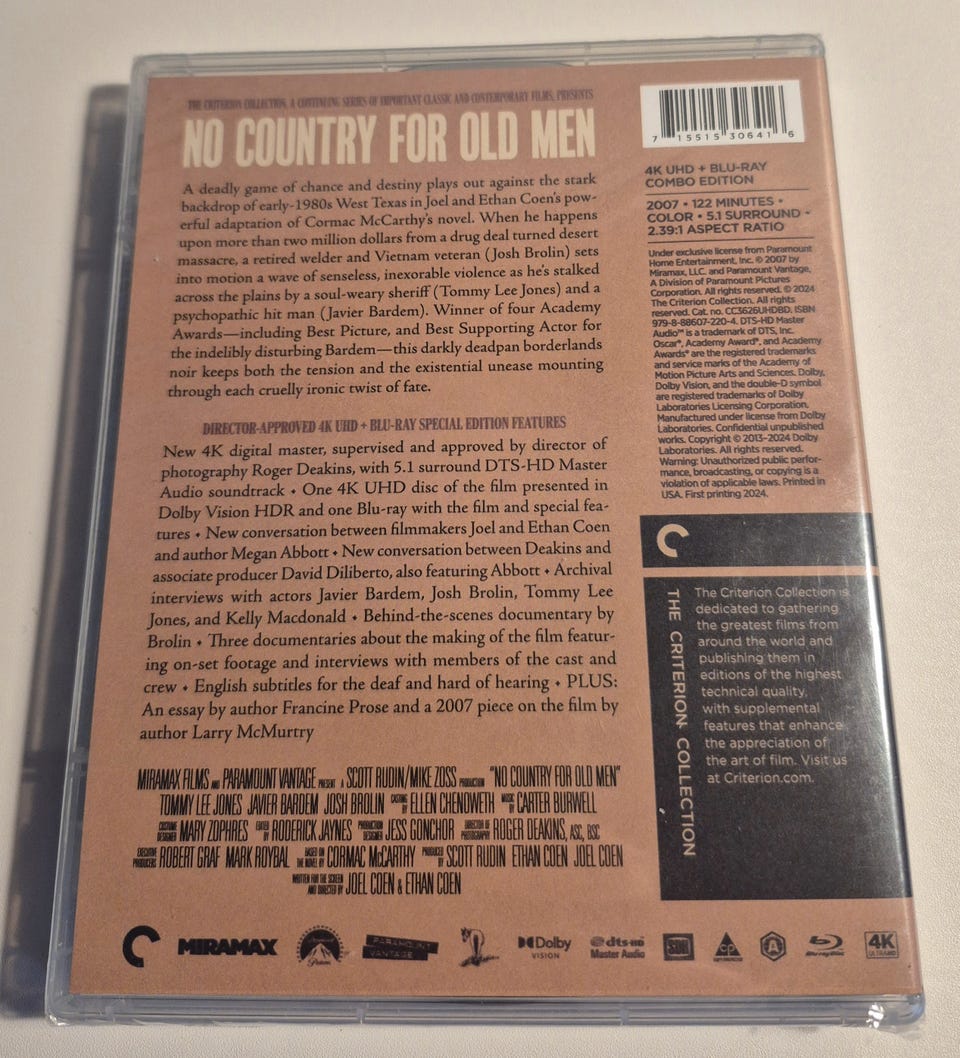 THE CRITERION COLLECTION, A CONTINUING SERIES OF IMPORTANT CLASSIC AND CONTEMPORARY FILMS, PRESENTS
NO COUNTRY FOR OLD MEN
A deadly game of chance and destiny plays out against the stark
backdrop of early-1980s West Texas in Joel and Ethan Coen's pow-
erful adaptation of Cormac McCarthy's novel. When he happens
upon more than two million dollars from a drug deal turned desert
massacre, a retired welder and Vietnam veteran (Josh Brolin) sets
into motion a wave of senseless, inexorable violence as he's stalked
across the plains by a soul-weary sheriff (Tommy Lee Jones) and a
psychopathic hit man (Javier Bardem). Winner of four Academy
Awards—including Best Picture, and Best Supporting Actor for
the indelibly disturbing Bardem—this darkly deadpan borderlands
noir keeps both the tension and the existential unease mounting
through each cruelly ironic twist of fate.
DIRECTOR-APPROVED 4K UHD + BLU-RAY SPECIAL EDITION FEATURES
New 4K digital master, supervised and approved by director of
photography Roger Deakins, with 5.1 surround DTS-HD Master
Audio soundtrack • One 4K UHD disc of the film presented in
Dolby Vision HDR and one Blu-ray with the film and special fea-
tures • New conversation between filmmakers Joel and Ethan Coen
and author Megan Abbott • New conversation between Deakins and
associate producer David Diliberto, also featuring Abbott • Archival
interviews with actors Javier Bardem, Josh Brolin, Tommy Lee
Jones, and Kelly Macdonald • Behind-the-scenes documentary by
Brolin • Three documentaries about the making of the film featur-
ing on-set footage and interviews with members of the cast and
crew • English subtitles for the deaf and hard of hearing • PLUS:
An essay by author Francine Prose and a 2007 piece on the film by
author Larry McMurtry
MIRAMAX FILMS AND PARAMOUNT VANTAGE PRESENT A SCOTT RUDIN/MIKE ZOSS PRODUCTION "NO COUNTRY FOR OLD MEN"
TOMMY LEE JONES JAVIER BARDEM JOSH BROLIN CASTING BY ELLEN CHENOWETH MUSIC BY CARTER BURWELL
COSTUME DESIGNER MARY ZOPHRES EDITOR RODERICK JAYNES PRODUCTION DESIGNER JESS GONCHOR DIRECTOR OF PHOTOGRAPHY ROGER DEAKINS, ASC, BSC
EXECUTIVE PRODUCERS ROBERT GRAF MARK ROYBAL BASED ON THE NOVEL BY CORMAC McCARTHY PRODUCED BY SCOTT RUDIN ETHAN COEN JOEL COEN
WRITTEN FOR THE SCREEN AND DIRECTED BY JOEL COEN & ETHAN COEN
MIRAMAX
Paramount
PARAMOUNT
VANTAGE
Dolby
VISION
dts-HD
Master Audio
SDH
Blu-ray Disc
4K
ULTRA HD
7 15515 30641 6
4K UHD + BLU-RAY
COMBO EDITION
2007 • 122 MINUTES •
COLOR • 5.1 SURROUND •
2.39:1 ASPECT RATIO
Under exclusive license from Paramount
Home Entertainment, Inc. © 2007 by
Miramax, LLC. and Paramount Vantage,
A Division of Paramount Pictures
Corporation. All rights reserved. © 2024
The Criterion Collection. All rights
reserved. Cat. no. CC3626UHDBD. ISBN
979-8-88607-220-4. DTS-HD Master
Audio™ is a trademark of DTS, Inc.
Oscar®, Academy Award®, and Academy
Awards® are the registered trademarks
and service marks of the Academy of
Motion Picture Arts and Sciences. Dolby,
Dolby Vision, and the double-D symbol
are registered trademarks of Dolby
Laboratories Licensing Corporation.
Manufactured under license from Dolby
Laboratories. Confidential unpublished
works. Copyright © 2013–2024 Dolby
Laboratories. All rights reserved.
Warning: Unauthorized public perfor-
mance, broadcasting, or copying is a
violation of applicable laws. Printed in
USA. First printing 2024.
THE CRITERION COLLECTION
The Criterion Collection is
dedicated to gathering
the greatest films from
around the world and
publishing them in
editions of the highest
technical quality,
with supplemental
features that enhance
the appreciation of
the art of film. Visit us
at Criterion.com.